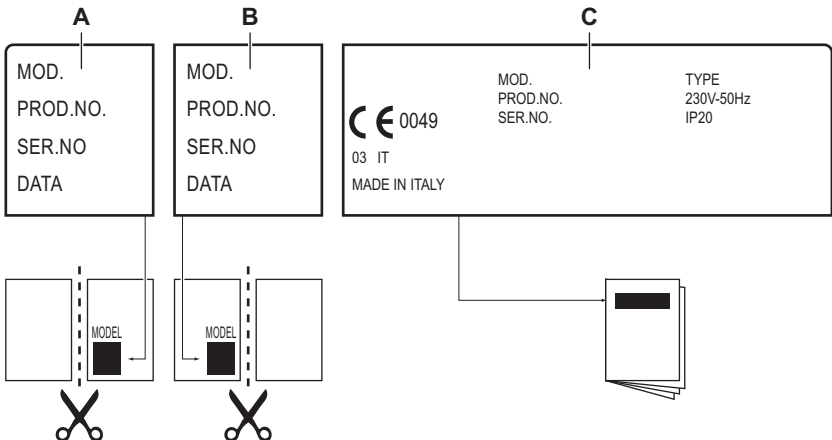 A
B
C
MOD.
PROD.NO.
SER.NO
DATA
MOD.
PROD.NO.
SER.NO
DATA
CE 0049
03 IT
MADE IN ITALY
MOD.
PROD.NO.
SER.NO.
TYPE
230V-50Hz
IP20
MODEL
MODEL